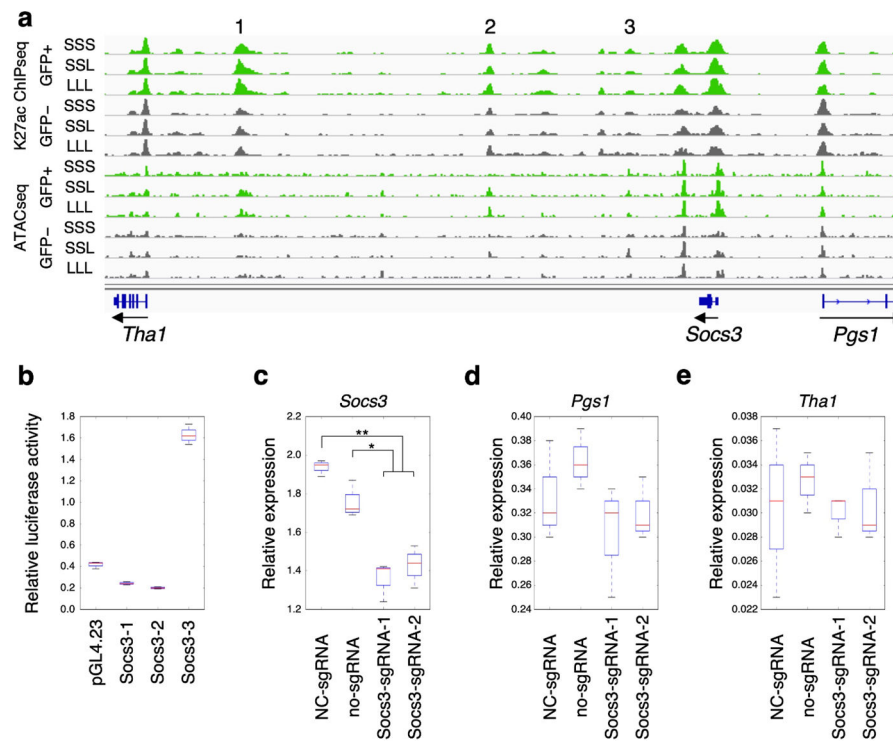 a
1 2 3
K27ac ChIPseq
GFP+
SSS
SSL
LLL
GFP−
SSS
SSL
LLL
ATACseq
GFP+
SSS
SSL
LLL
GFP−
SSS
SSL
LLL
Tha1 Socs3 Pgs1
b
Relative luciferase activity
1.8
1.6
1.4
1.2
1.0
0.8
0.6
0.4
0.2
0.0
pGL4.23
Socs3-1
Socs3-2
Socs3-3
c
Socs3
Relative expression
2.2
2.0
1.8
1.6
1.4
1.2
**
*
NC-sgRNA
no-sgRNA
Socs3-sgRNA-1
Socs3-sgRNA-2
d
Pgs1
Relative expression
0.40
0.38
0.36
0.34
0.32
0.30
0.28
0.26
0.24
NC-sgRNA
no-sgRNA
Socs3-sgRNA-1
Socs3-sgRNA-2
e
Tha1
Relative expression
0.038
0.036
0.034
0.032
0.030
0.028
0.026
0.024
0.022
NC-sgRNA
no-sgRNA
Socs3-sgRNA-1
Socs3-sgRNA-2